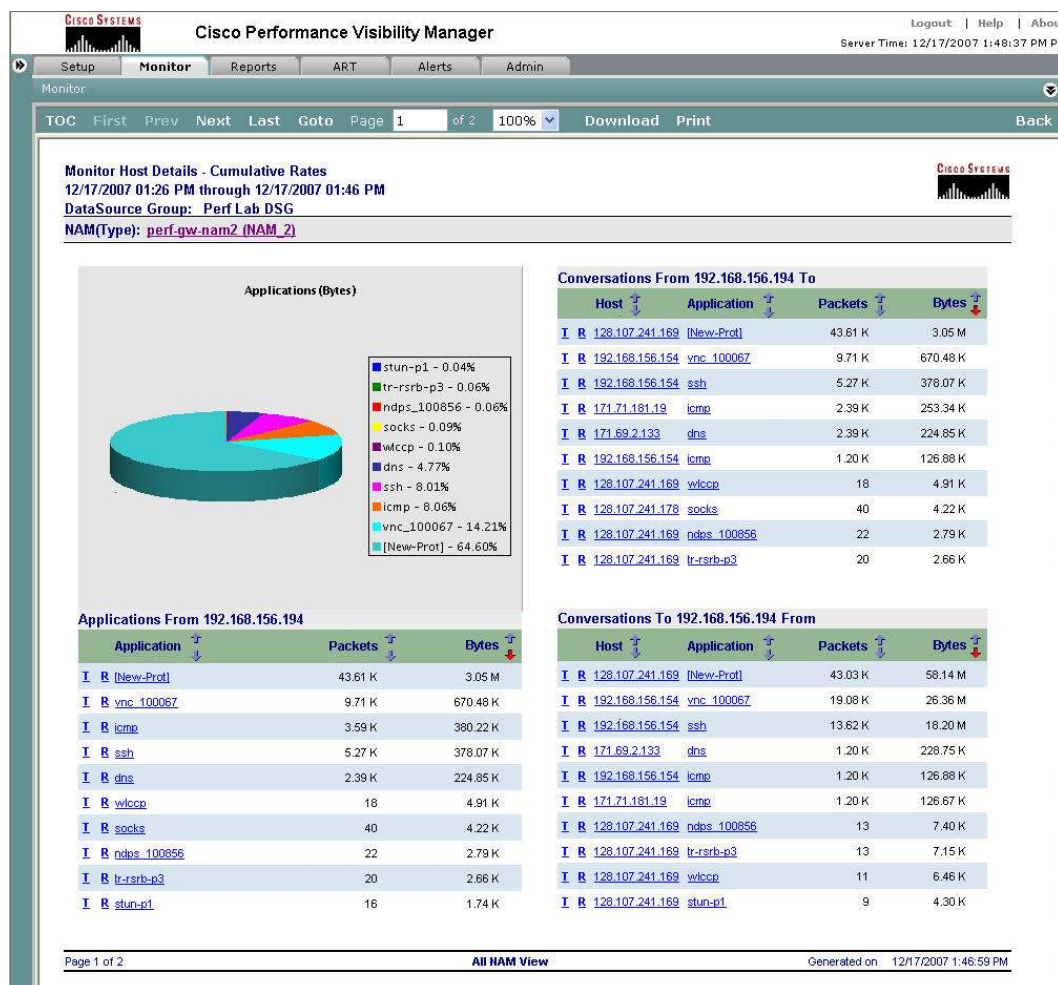 CISCO SYSTEMS
Cisco Performance Visibility Manager
Logout | Help | Abou
Server Time: 12/17/2007 1:48:37 PM P
Setup Monitor Reports ART Alerts Admin
Monitor
TOC First Prev Next Last Goto Page 1 of 2 100% Download Print Back
Monitor Host Details - Cumulative Rates
12/17/2007 01:26 PM through 12/17/2007 01:46 PM
DataSource Group: Perf Lab DSG
NAM(Type): perf-gw-nam2 (NAM_2)
CISCO SYSTEMS
Applications (Bytes)
stun-p1 - 0.04%
tr-rsrb-p3 - 0.06%
ndps_100856 - 0.06%
socks - 0.09%
wlccp - 0.10%
dns - 4.77%
ssh - 8.01%
icmp - 8.06%
vnc_100067 - 14.21%
[New-Prot] - 64.60%
Conversations From 192.168.156.194 To
Host Application Packets Bytes
T R 128.107.241.169 [New-Prot] 43.61 K 3.05 M
T R 192.168.156.154 vnc_100067 9.71 K 670.48 K
T R 192.168.156.154 ssh 5.27 K 378.07 K
T R 171.71.181.19 icmp 2.39 K 253.34 K
T R 171.69.2.133 dns 2.39 K 224.85 K
T R 192.168.156.154 icmp 1.20 K 126.88 K
T R 128.107.241.169 wlccp 18 4.91 K
T R 128.107.241.178 socks 40 4.22 K
T R 128.107.241.169 ndps_100856 22 2.79 K
T R 128.107.241.169 tr-rsrb-p3 20 2.66 K
Applications From 192.168.156.194
Application Packets Bytes
T R [New-Prot] 43.61 K 3.05 M
T R vnc_100067 9.71 K 670.48 K
T R icmp 3.59 K 380.22 K
T R ssh 5.27 K 378.07 K
T R dns 2.39 K 224.85 K
T R wlccp 18 4.91 K
T R socks 40 4.22 K
T R ndps_100856 22 2.79 K
T R tr-rsrb-p3 20 2.66 K
T R stun-p1 16 1.74 K
Conversations To 192.168.156.194 From
Host Application Packets Bytes
T R 128.107.241.169 [New-Prot] 43.03 K 58.14 M
T R 192.168.156.154 vnc_100067 19.08 K 26.36 M
T R 192.168.156.154 ssh 13.62 K 18.20 M
T R 171.69.2.133 dns 1.20 K 228.75 K
T R 192.168.156.154 icmp 1.20 K 126.88 K
T R 171.71.181.19 icmp 1.20 K 126.67 K
T R 128.107.241.169 ndps_100856 13 7.40 K
T R 128.107.241.169 tr-rsrb-p3 13 7.15 K
T R 128.107.241.169 wlccp 11 6.46 K
T R 128.107.241.169 stun-p1 9 4.30 K
Page 1 of 2 All NAM View Generated on 12/17/2007 1:46:59 PM